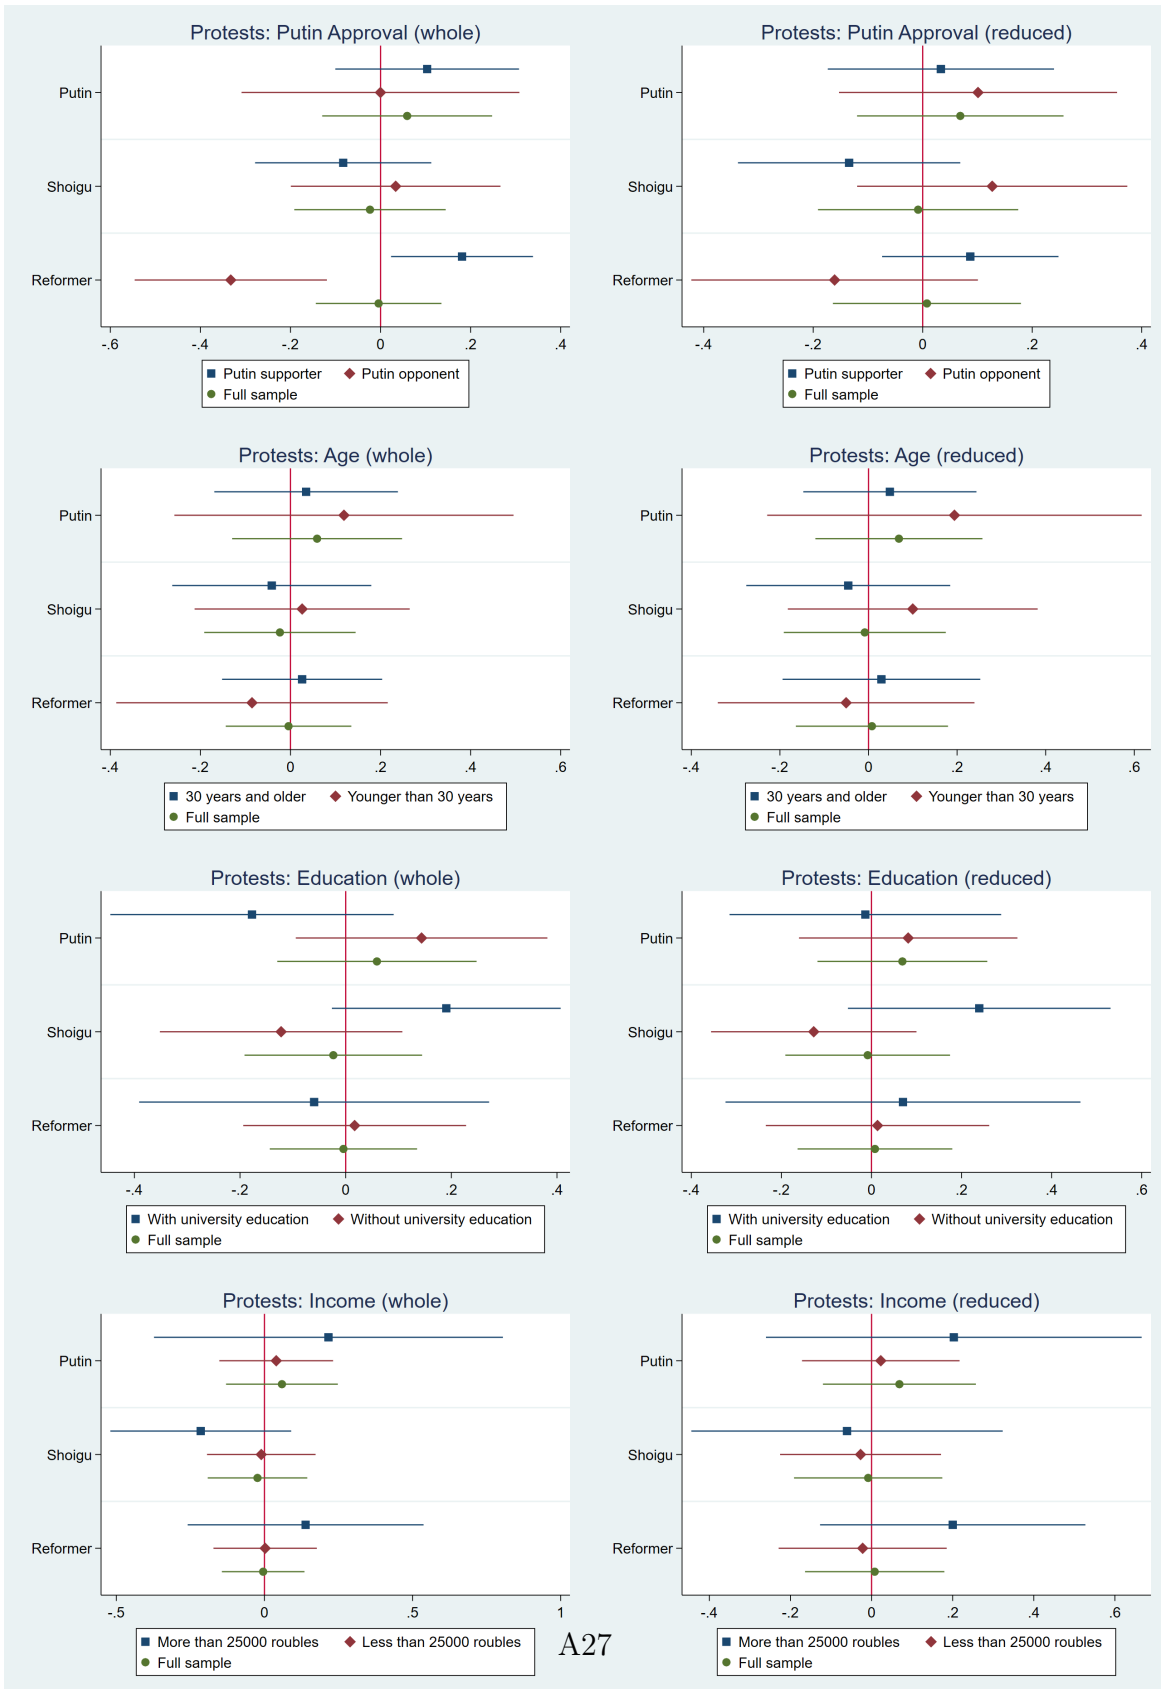 Protests: Putin Approval (whole)
Putin
Shoigu
Reformer
-.6 -.4 -.2 0 .2 .4
Putin supporter Putin opponent
Full sample
Protests: Putin Approval (reduced)
Putin
Shoigu
Reformer
-.4 -.2 0 .2 .4
Putin supporter Putin opponent
Full sample
Protests: Age (whole)
Putin
Shoigu
Reformer
-.4 -.2 0 .2 .4 .6
30 years and older Younger than 30 years
Full sample
Protests: Age (reduced)
Putin
Shoigu
Reformer
-.4 -.2 0 .2 .4 .6
30 years and older Younger than 30 years
Full sample
Protests: Education (whole)
Putin
Shoigu
Reformer
-.4 -.2 0 .2 .4
With university education Without university education
Full sample
Protests: Education (reduced)
Putin
Shoigu
Reformer
-.4 -.2 0 .2 .4 .6
With university education Without university education
Full sample
Protests: Income (whole)
Putin
Shoigu
Reformer
-.5 0 .5 1
More than 25000 roubles Less than 25000 roubles
Full sample
Protests: Income (reduced)
Putin
Shoigu
Reformer
-.4 -.2 0 .2 .4 .6
More than 25000 roubles Less than 25000 roubles
Full sample
A27